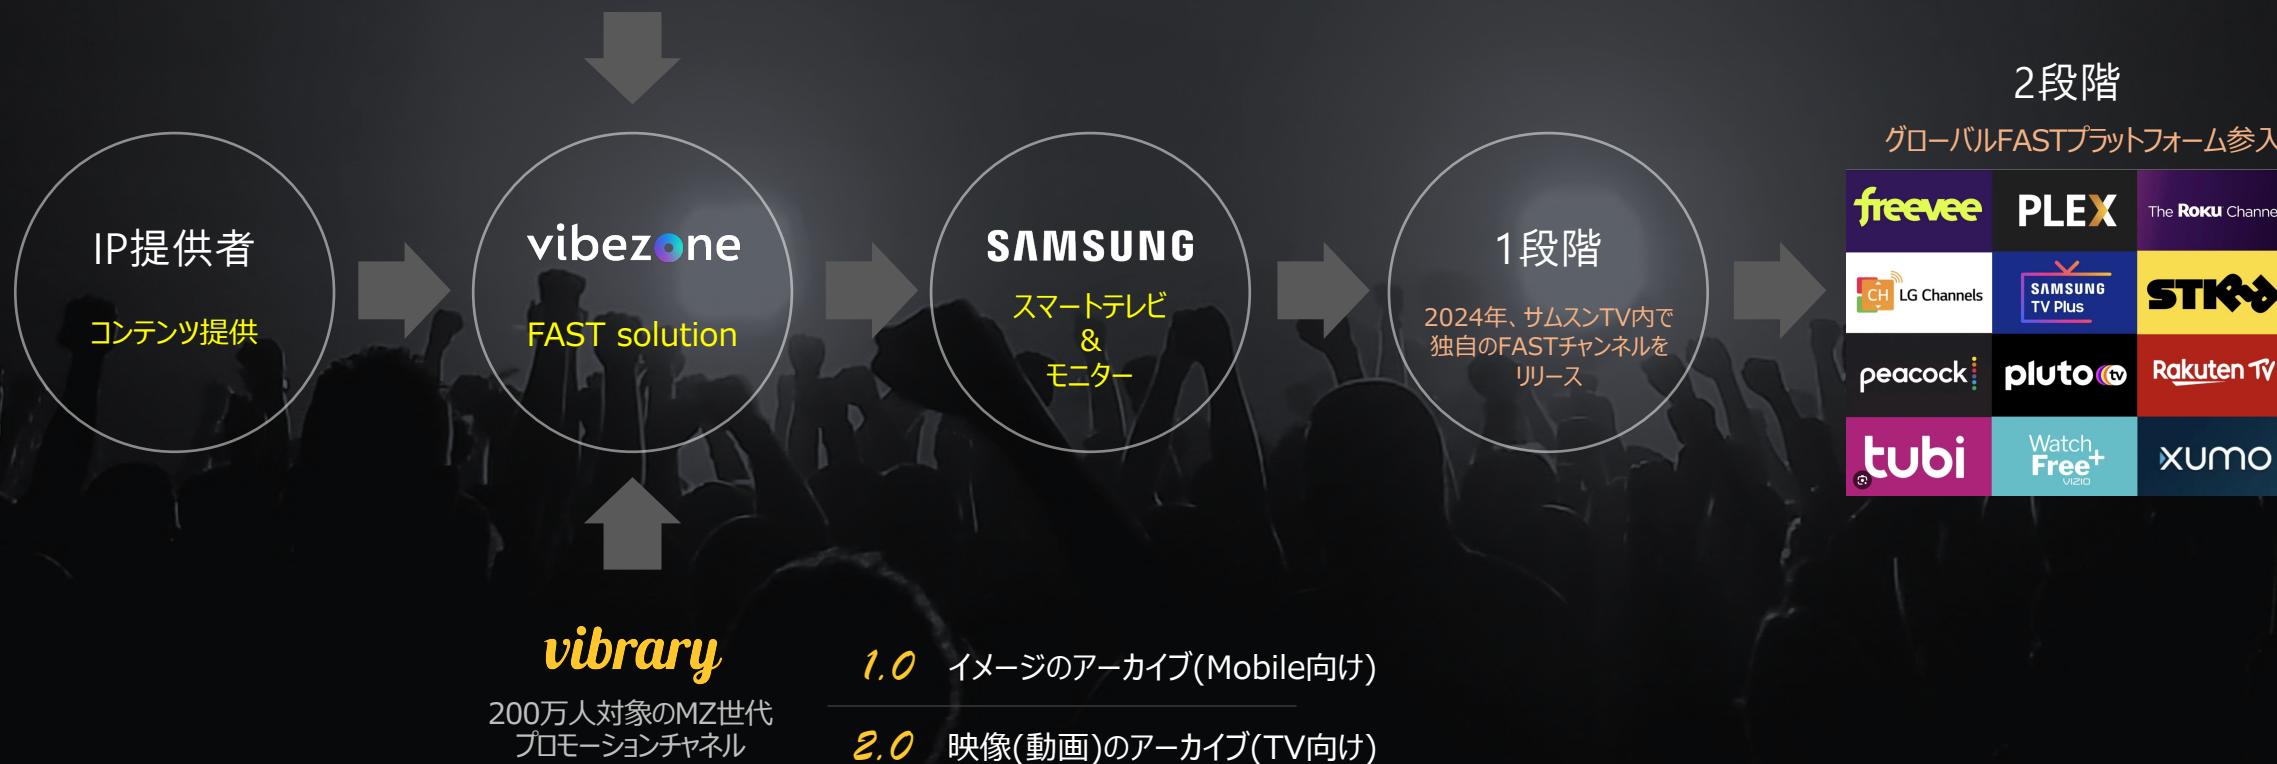 IP提供者
コンテンツ提供
vibezone
FAST solution
SAMSUNG
スマートテレビ
&
モニター
1段階
2024年、サムスンTV内で
独自のFASTチャンネルを
リリース
2段階
グローバルFASTプラットフォーム参入
freevee
PLEX
The Roku Channe
CH LG Channels
SAMSUNG
TV Plus
peacock
pluto tv
Rakuten TV
tubi
Watch
Free+
VIZIO
xumo
vibrary
200万人対象のMZ世代
プロモーションチャネル
1.0 イメージのアーカイブ(Mobile向け)
2.0 映像(動画)のアーカイブ(TV向け)